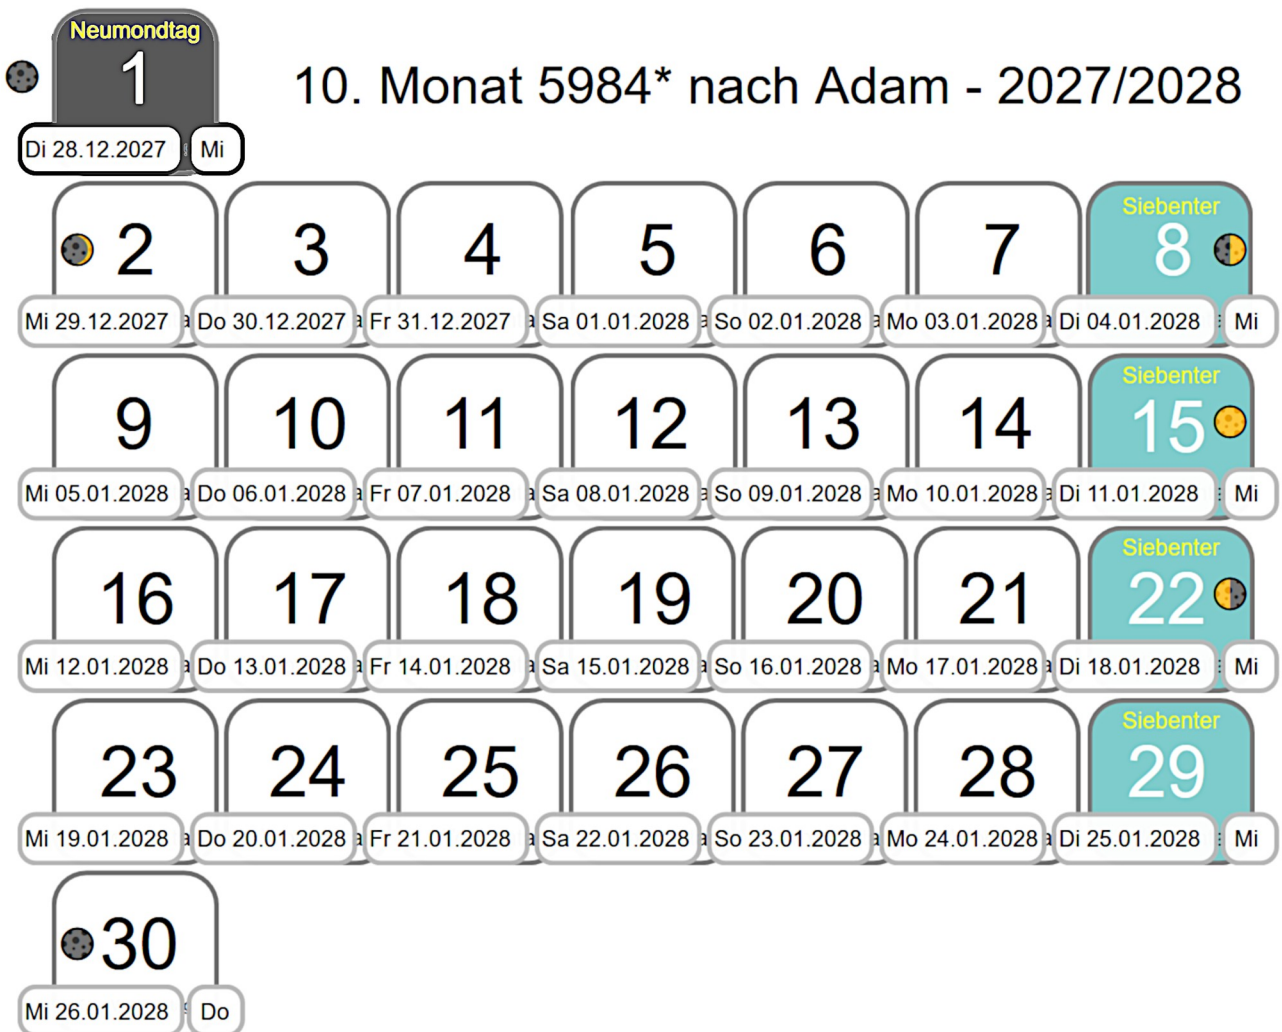 Neumondtag
1
10. Monat 5984* nach Adam - 2027/2028
Di 28.12.2027 Mi
2 3 4 5 6 7 Siebenter 8
Mi 29.12.2027 Do 30.12.2027 Fr 31.12.2027 Sa 01.01.2028 So 02.01.2028 Mo 03.01.2028 Di 04.01.2028 Mi
9 10 11 12 13 14 Siebenter 15
Mi 05.01.2028 Do 06.01.2028 Fr 07.01.2028 Sa 08.01.2028 So 09.01.2028 Mo 10.01.2028 Di 11.01.2028 Mi
16 17 18 19 20 21 Siebenter 22
Mi 12.01.2028 Do 13.01.2028 Fr 14.01.2028 Sa 15.01.2028 So 16.01.2028 Mo 17.01.2028 Di 18.01.2028 Mi
23 24 25 26 27 28 Siebenter 29
Mi 19.01.2028 Do 20.01.2028 Fr 21.01.2028 Sa 22.01.2028 So 23.01.2028 Mo 24.01.2028 Di 25.01.2028 Mi
30
Mi 26.01.2028 Do